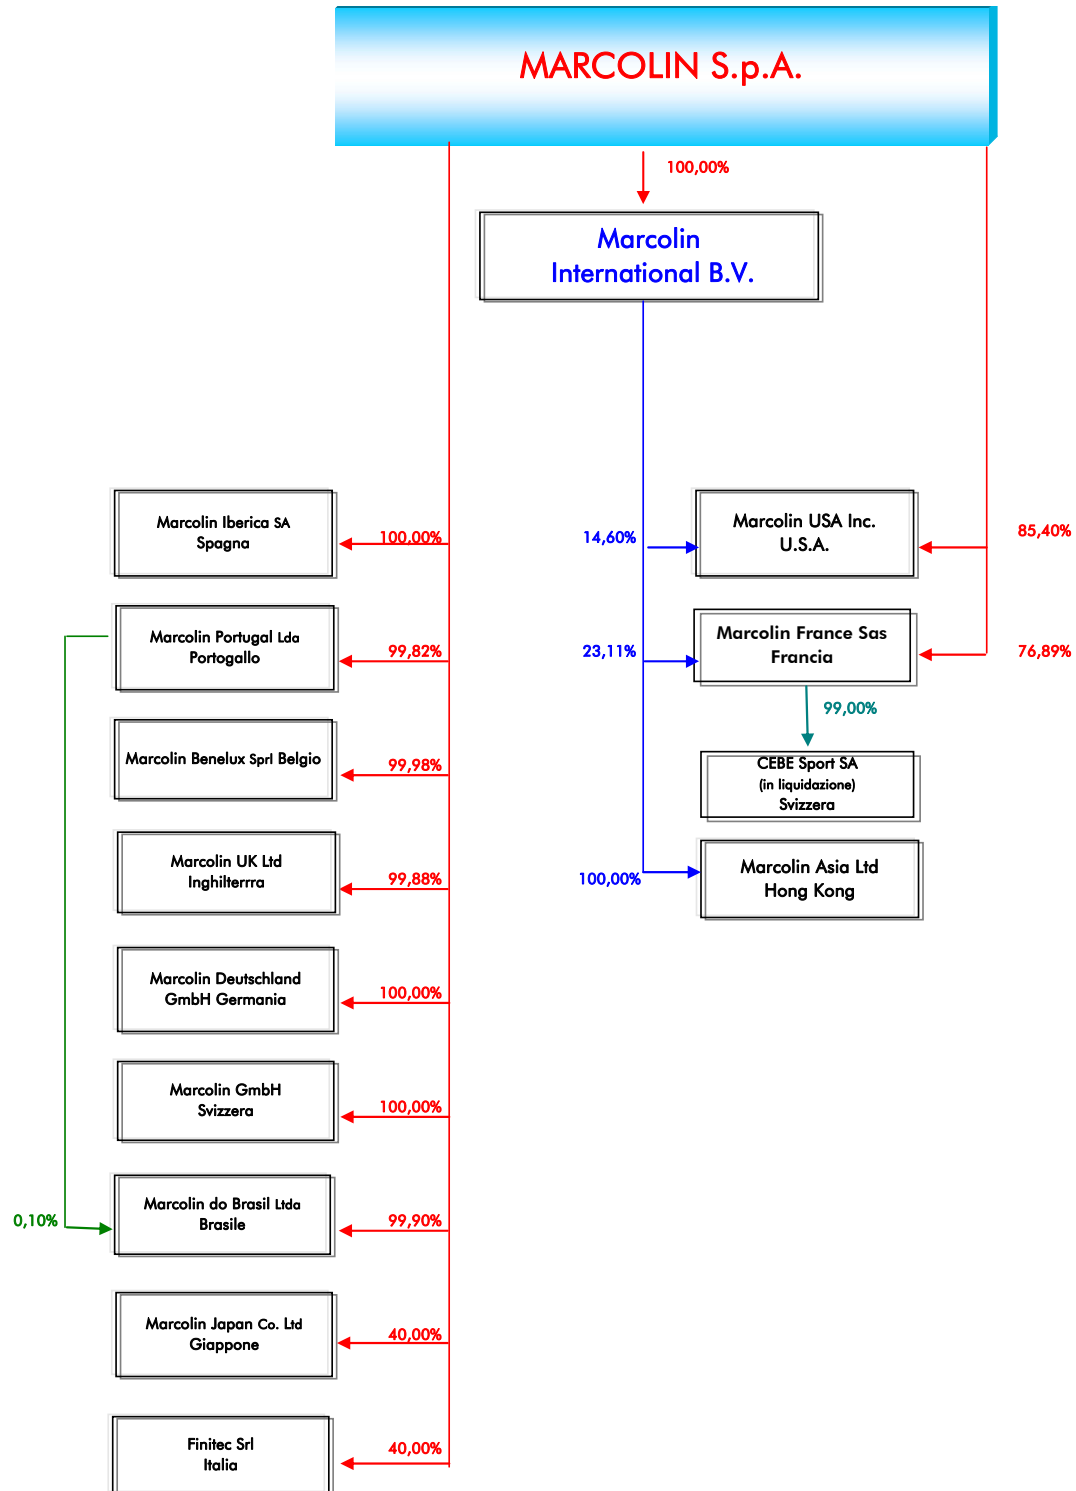 MARCOLIN S.p.A.
100,00%
Marcolin
International B.V.
Marcolin Iberica SA
Spagna
100,00%
14,60%
Marcolin USA Inc.
U.S.A.
85,40%
Marcolin Portugal Lda
Portogallo
99,82%
23,11%
Marcolin France Sas
Francia
76,89%
99,00%
Marcolin Benelux Sprl Belgio
99,98%
CEBE Sport SA
(in liquidazione)
Svizzera
Marcolin UK Ltd
Inghilterrra
99,88%
100,00%
Marcolin Asia Ltd
Hong Kong
Marcolin Deutschland
GmbH Germania
100,00%
Marcolin GmbH
Svizzera
100,00%
0,10%
Marcolin do Brasil Ltda
Brasile
99,90%
Marcolin Japan Co. Ltd
Giappone
40,00%
Finitec Srl
Italia
40,00%